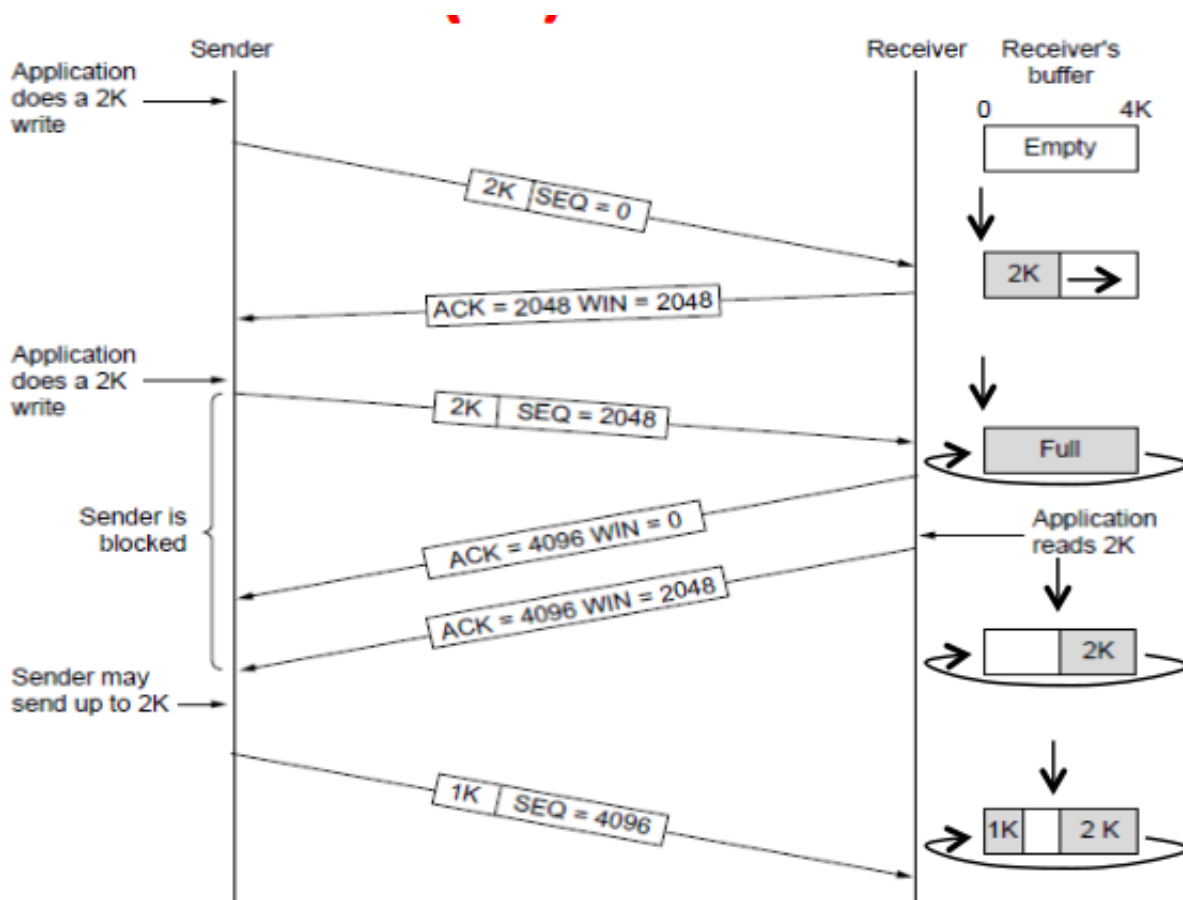 Sender
Receiver
Receiver's
buffer
Application
does a 2K
write
0 4K
Empty
2K SEQ = 0
2K
ACK = 2048 WIN = 2048
Application
does a 2K
write
2K SEQ = 2048
Full
Sender is
blocked
ACK = 4096 WIN = 0
Application
reads 2K
ACK = 4096 WIN = 2048
2K
Sender may
send up to 2K
1K SEQ = 4096
1K 2 K